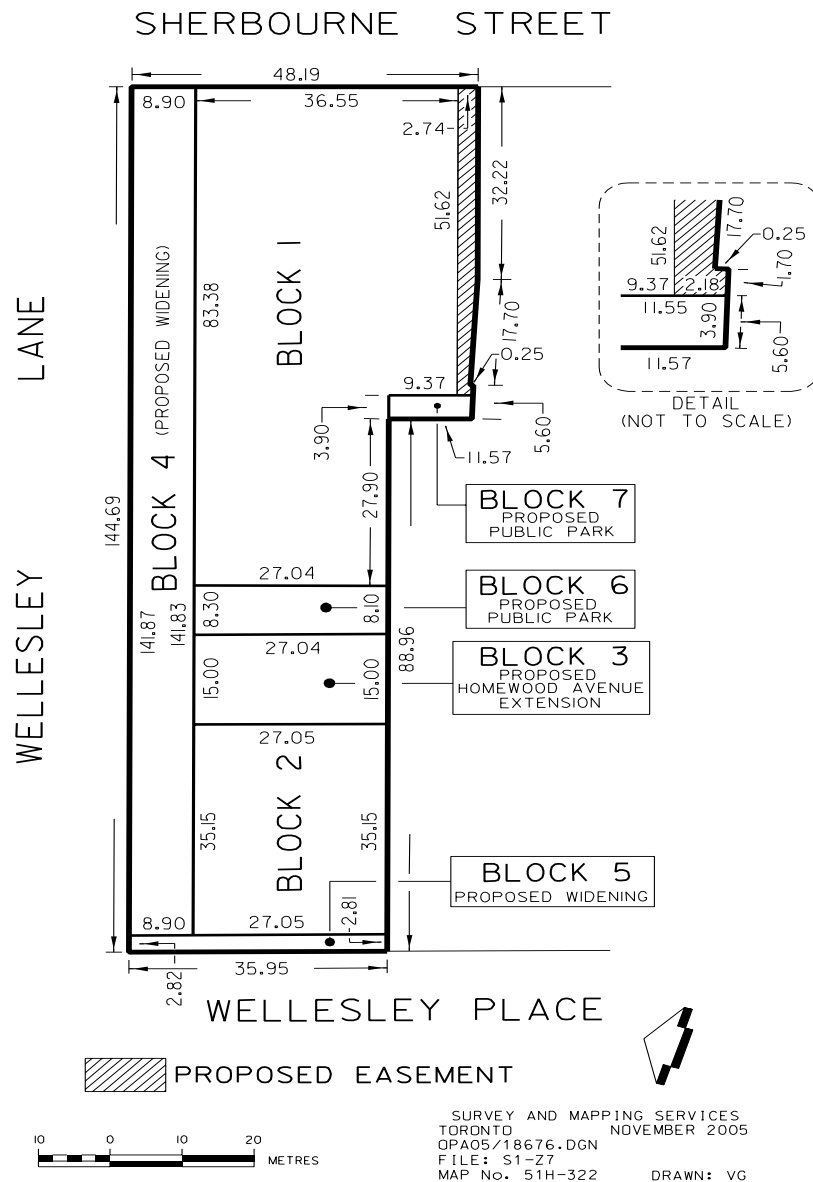 SHERBOURNE STREET
48.19
8.90
36.55
2.74
51.62
32.22
17.70
0.25
83.38
BLOCK 1
BLOCK 4 (PROPOSED WIDENING)
LANE
WELLESLEY
144.69
141.87
141.83
9.37
3.90
11.57
5.60
27.90
51.62
17.70
0.25
9.37
2.18
1.70
11.55
3.90
5.60
11.57
DETAIL
(NOT TO SCALE)
BLOCK 7
PROPOSED
PUBLIC PARK
27.04
8.30
8.10
BLOCK 6
PROPOSED
PUBLIC PARK
27.04
15.00
15.00
88.96
BLOCK 3
PROPOSED
HOMEWOOD AVENUE
EXTENSION
27.05
BLOCK 2
35.15
35.15
BLOCK 5
PROPOSED WIDENING
8.90
27.05
2.81
2.82
35.95
WELLESLEY PLACE
PROPOSED EASEMENT
10 0 10 20
METRES
SURVEY AND MAPPING SERVICES
TORONTO NOVEMBER 2005
OPA05/18676.DGN
FILE: S1-Z7
MAP No. 51H-322 DRAWN: VG